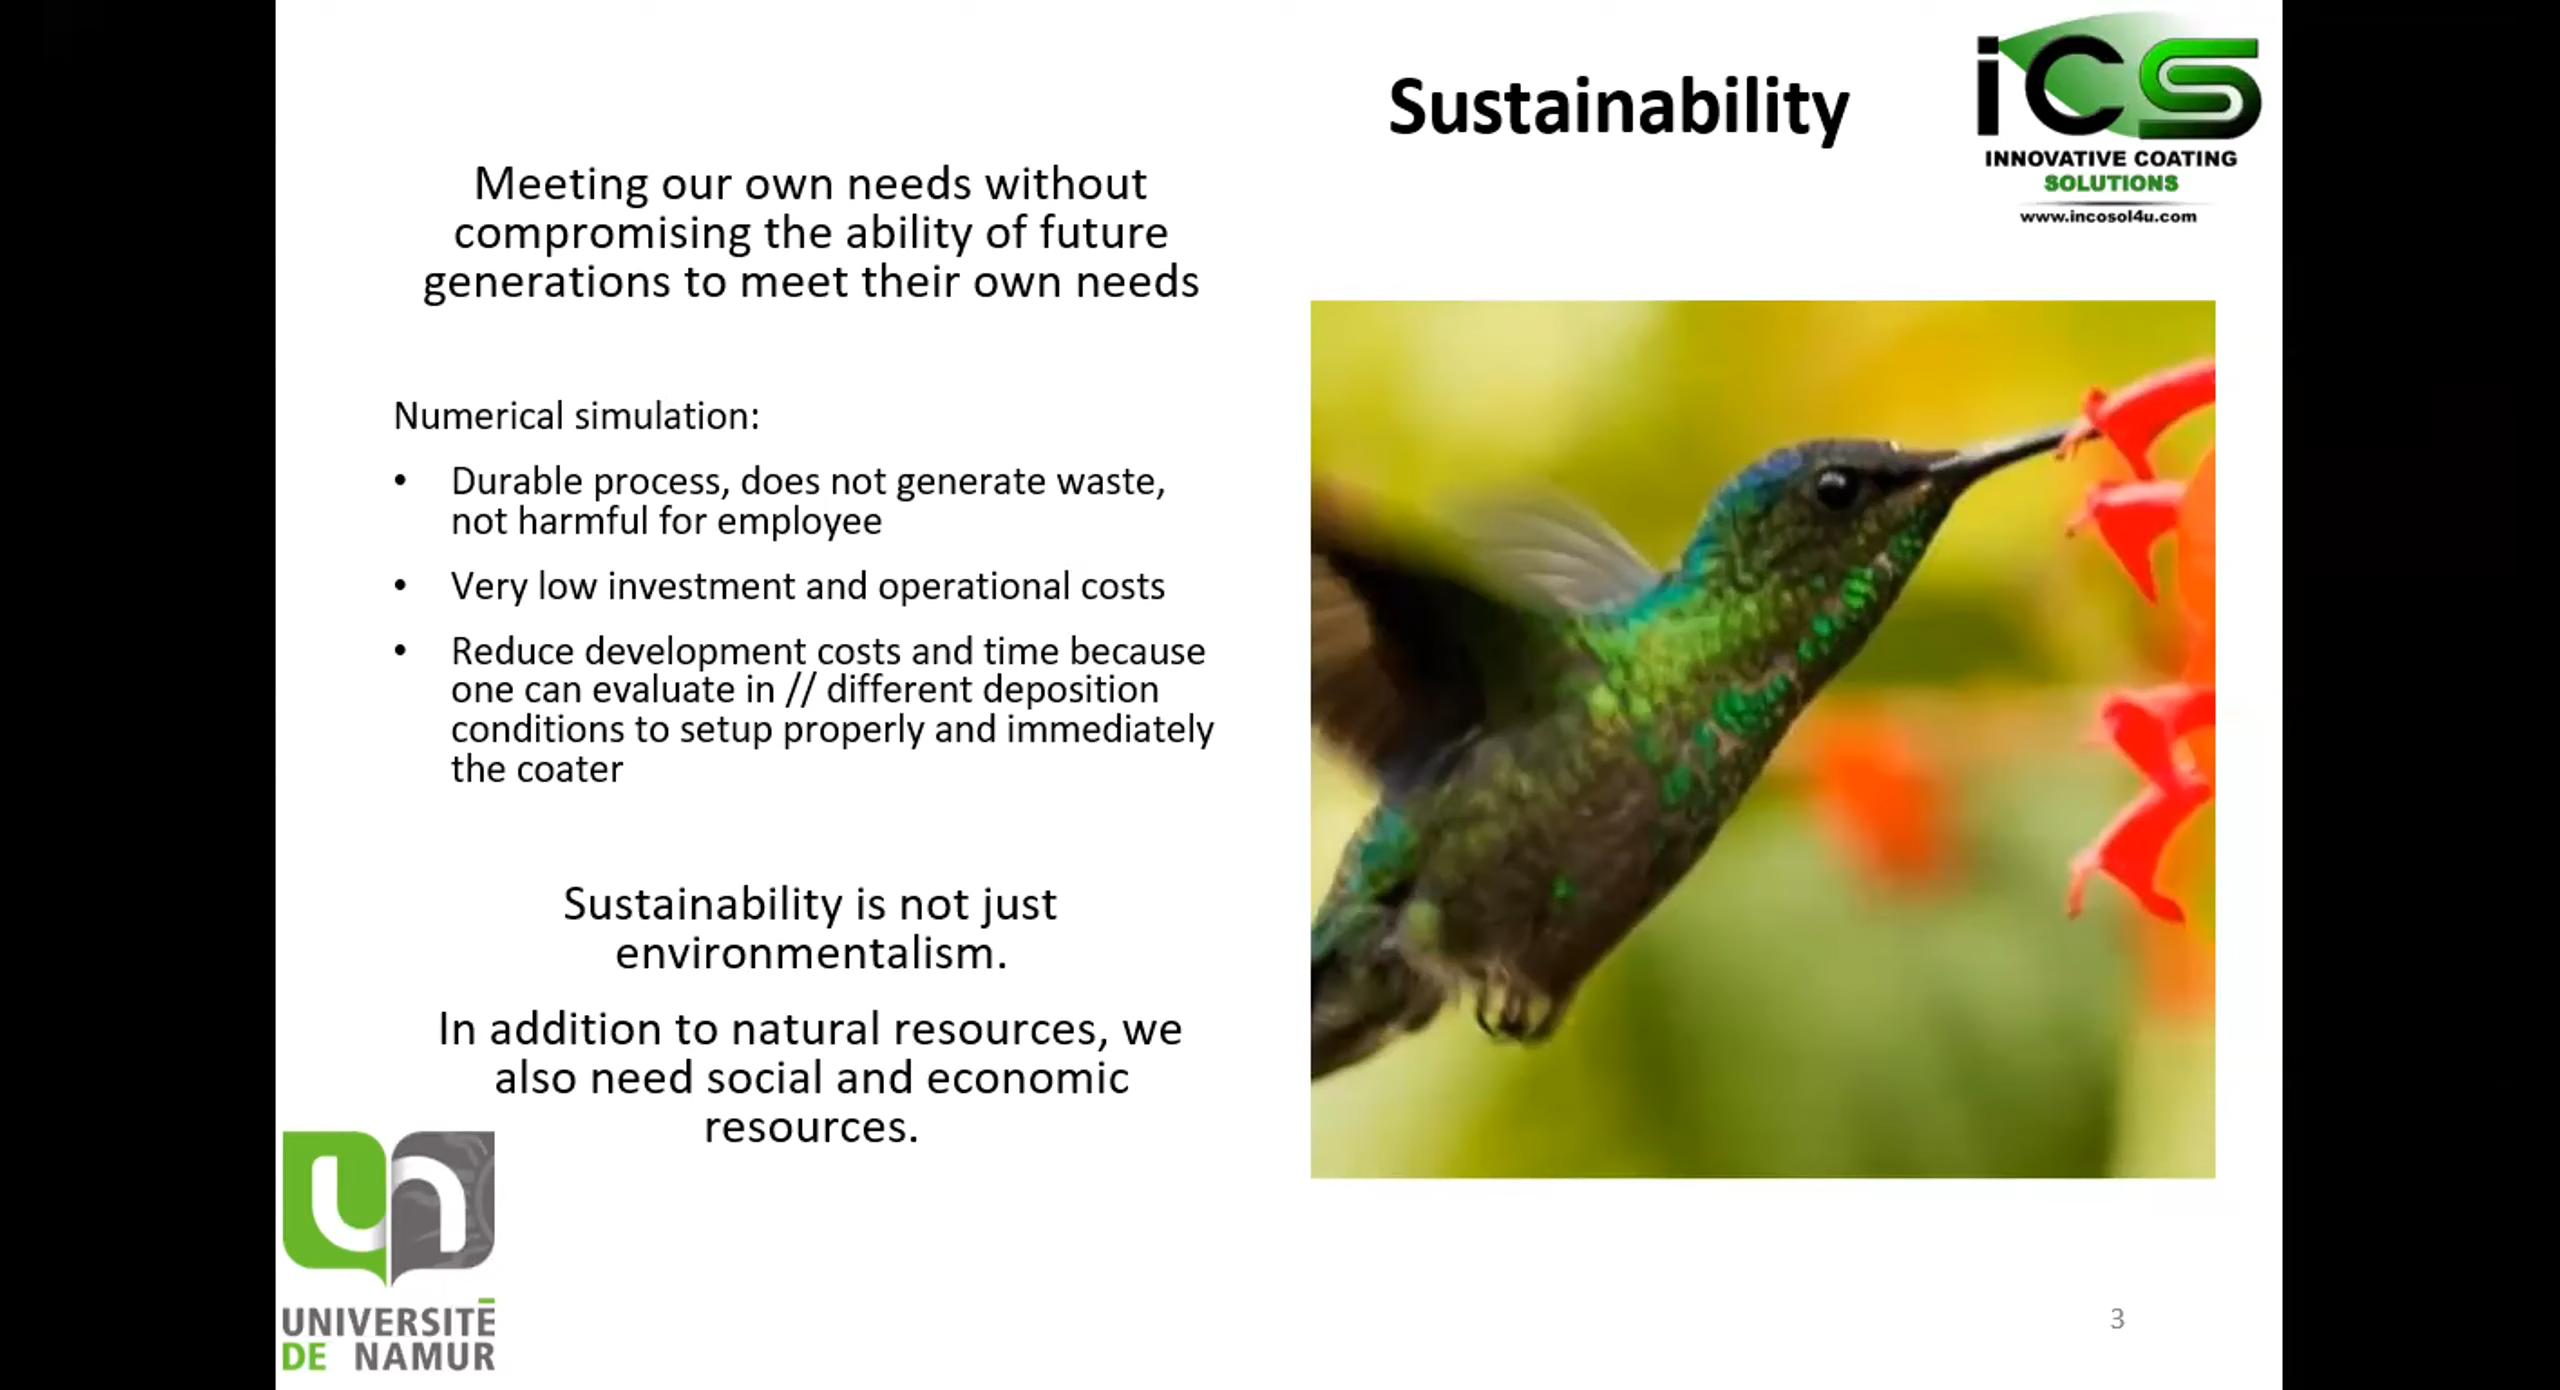 Sustainability
iCS
INNOVATIVE COATING
SOLUTIONS
www.incosol4u.com
Meeting our own needs without
compromising the ability of future
generations to meet their own needs
Numerical simulation:
• Durable process, does not generate waste,
not harmful for employee
• Very low investment and operational costs
• Reduce development costs and time because
one can evaluate in // different deposition
conditions to setup properly and immediately
the coater
Sustainability is not just
environmentalism.
In addition to natural resources, we
also need social and economic
resources.
un
UNIVERSITÉ
DE NAMUR
3